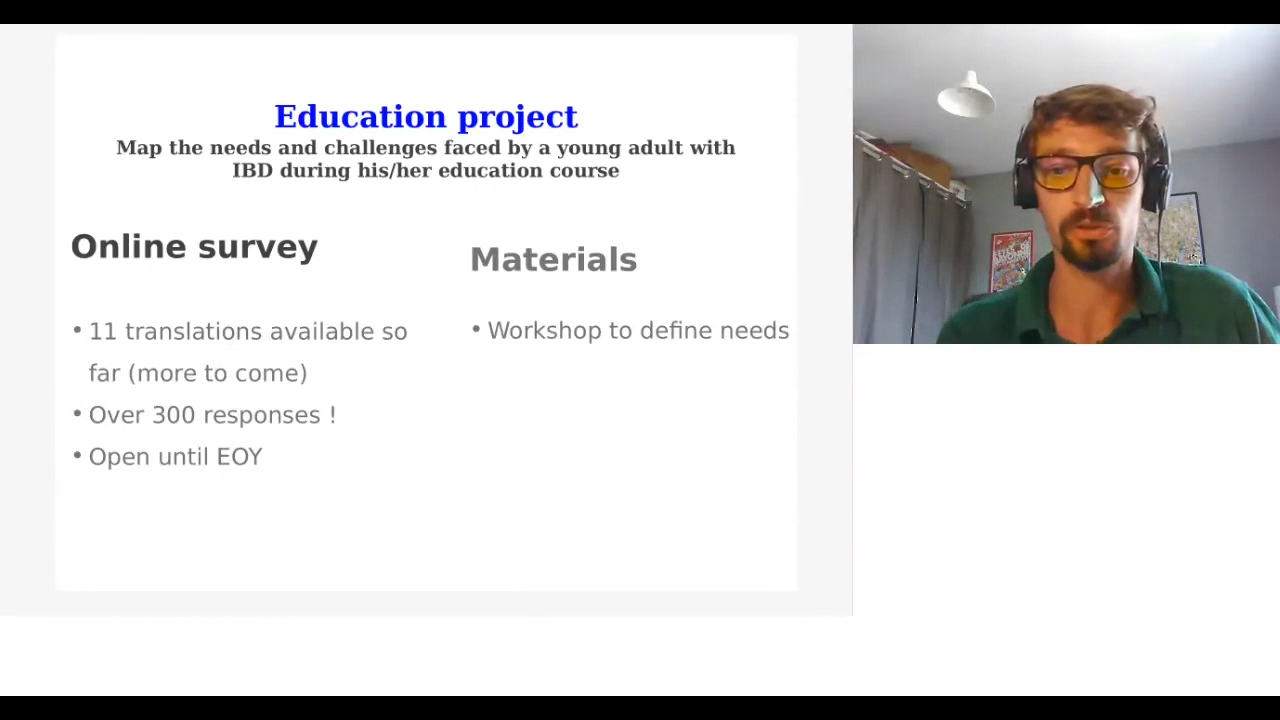 Education project
Map the needs and challenges faced by a young adult with
IBD during his/her education course
Online survey
• 11 translations available so
far (more to come)
• Over 300 responses !
• Open until EOY
Materials
• Workshop to define needs